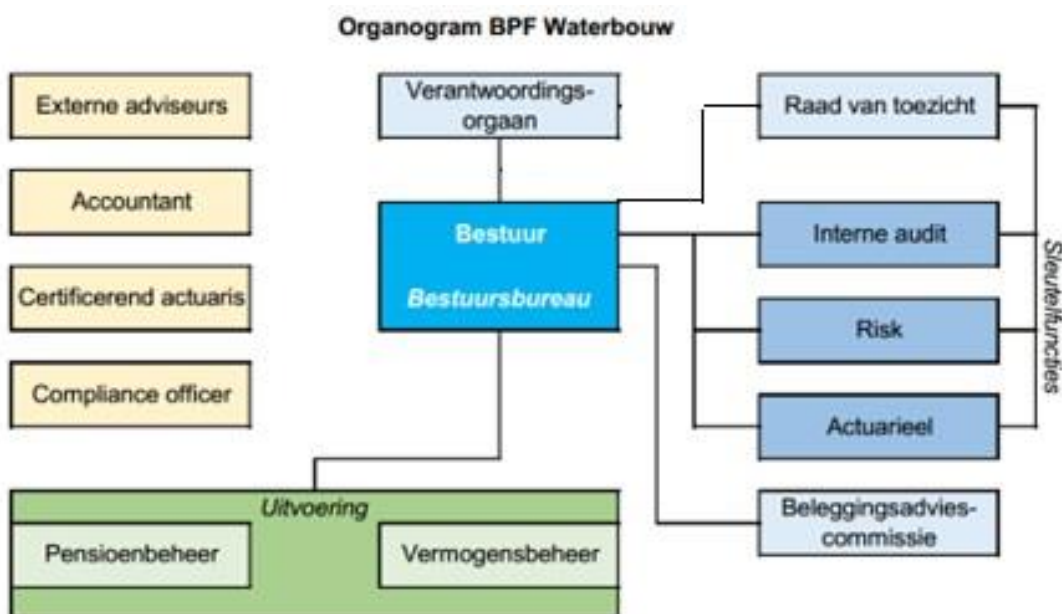 Organogram BPF Waterbouw
Externe adviseurs
Accountant
Certificerend actuaris
Compliance officer
Verantwoordings-
orgaan
Bestuur
Bestuursbureau
Raad van toezicht
Interne audit
Risk
Actuarieel
Sleutelfuncties
Beleggingsadvies-
commissie
Uitvoering
Pensioenbeheer
Vermogensbeheer